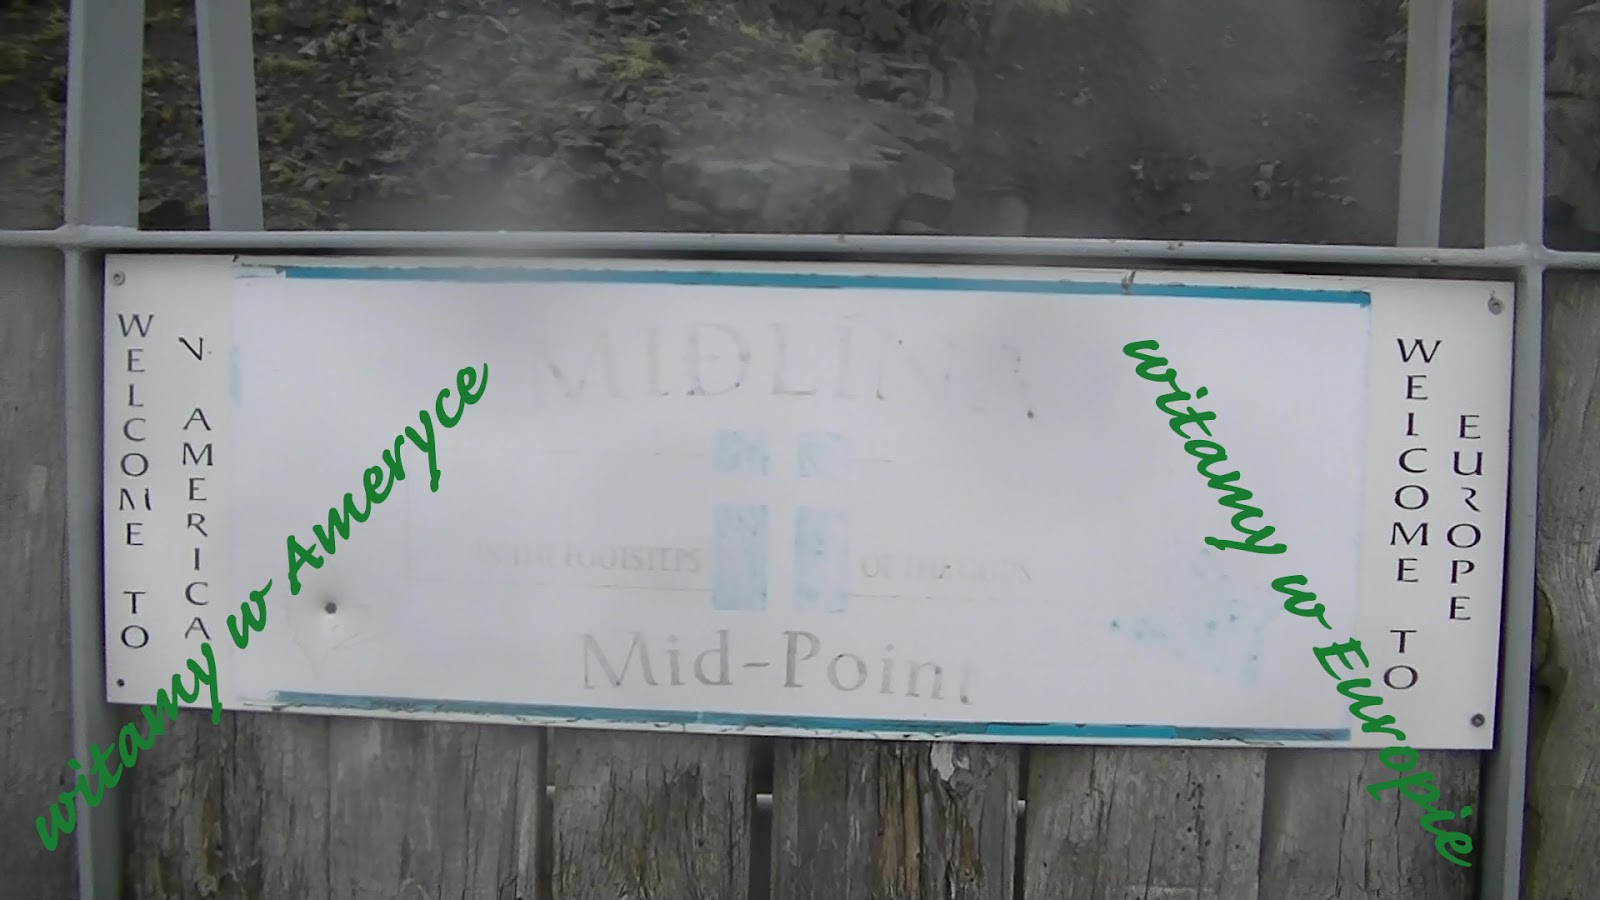 WELCOME TO
N. AMERICA
witamy w Ameryce
MIÐLÍNA
IN THE FOOTSTEPS OF THE GODS
Mid-Point
witamy w Europie
WELCOME TO
EUROPE